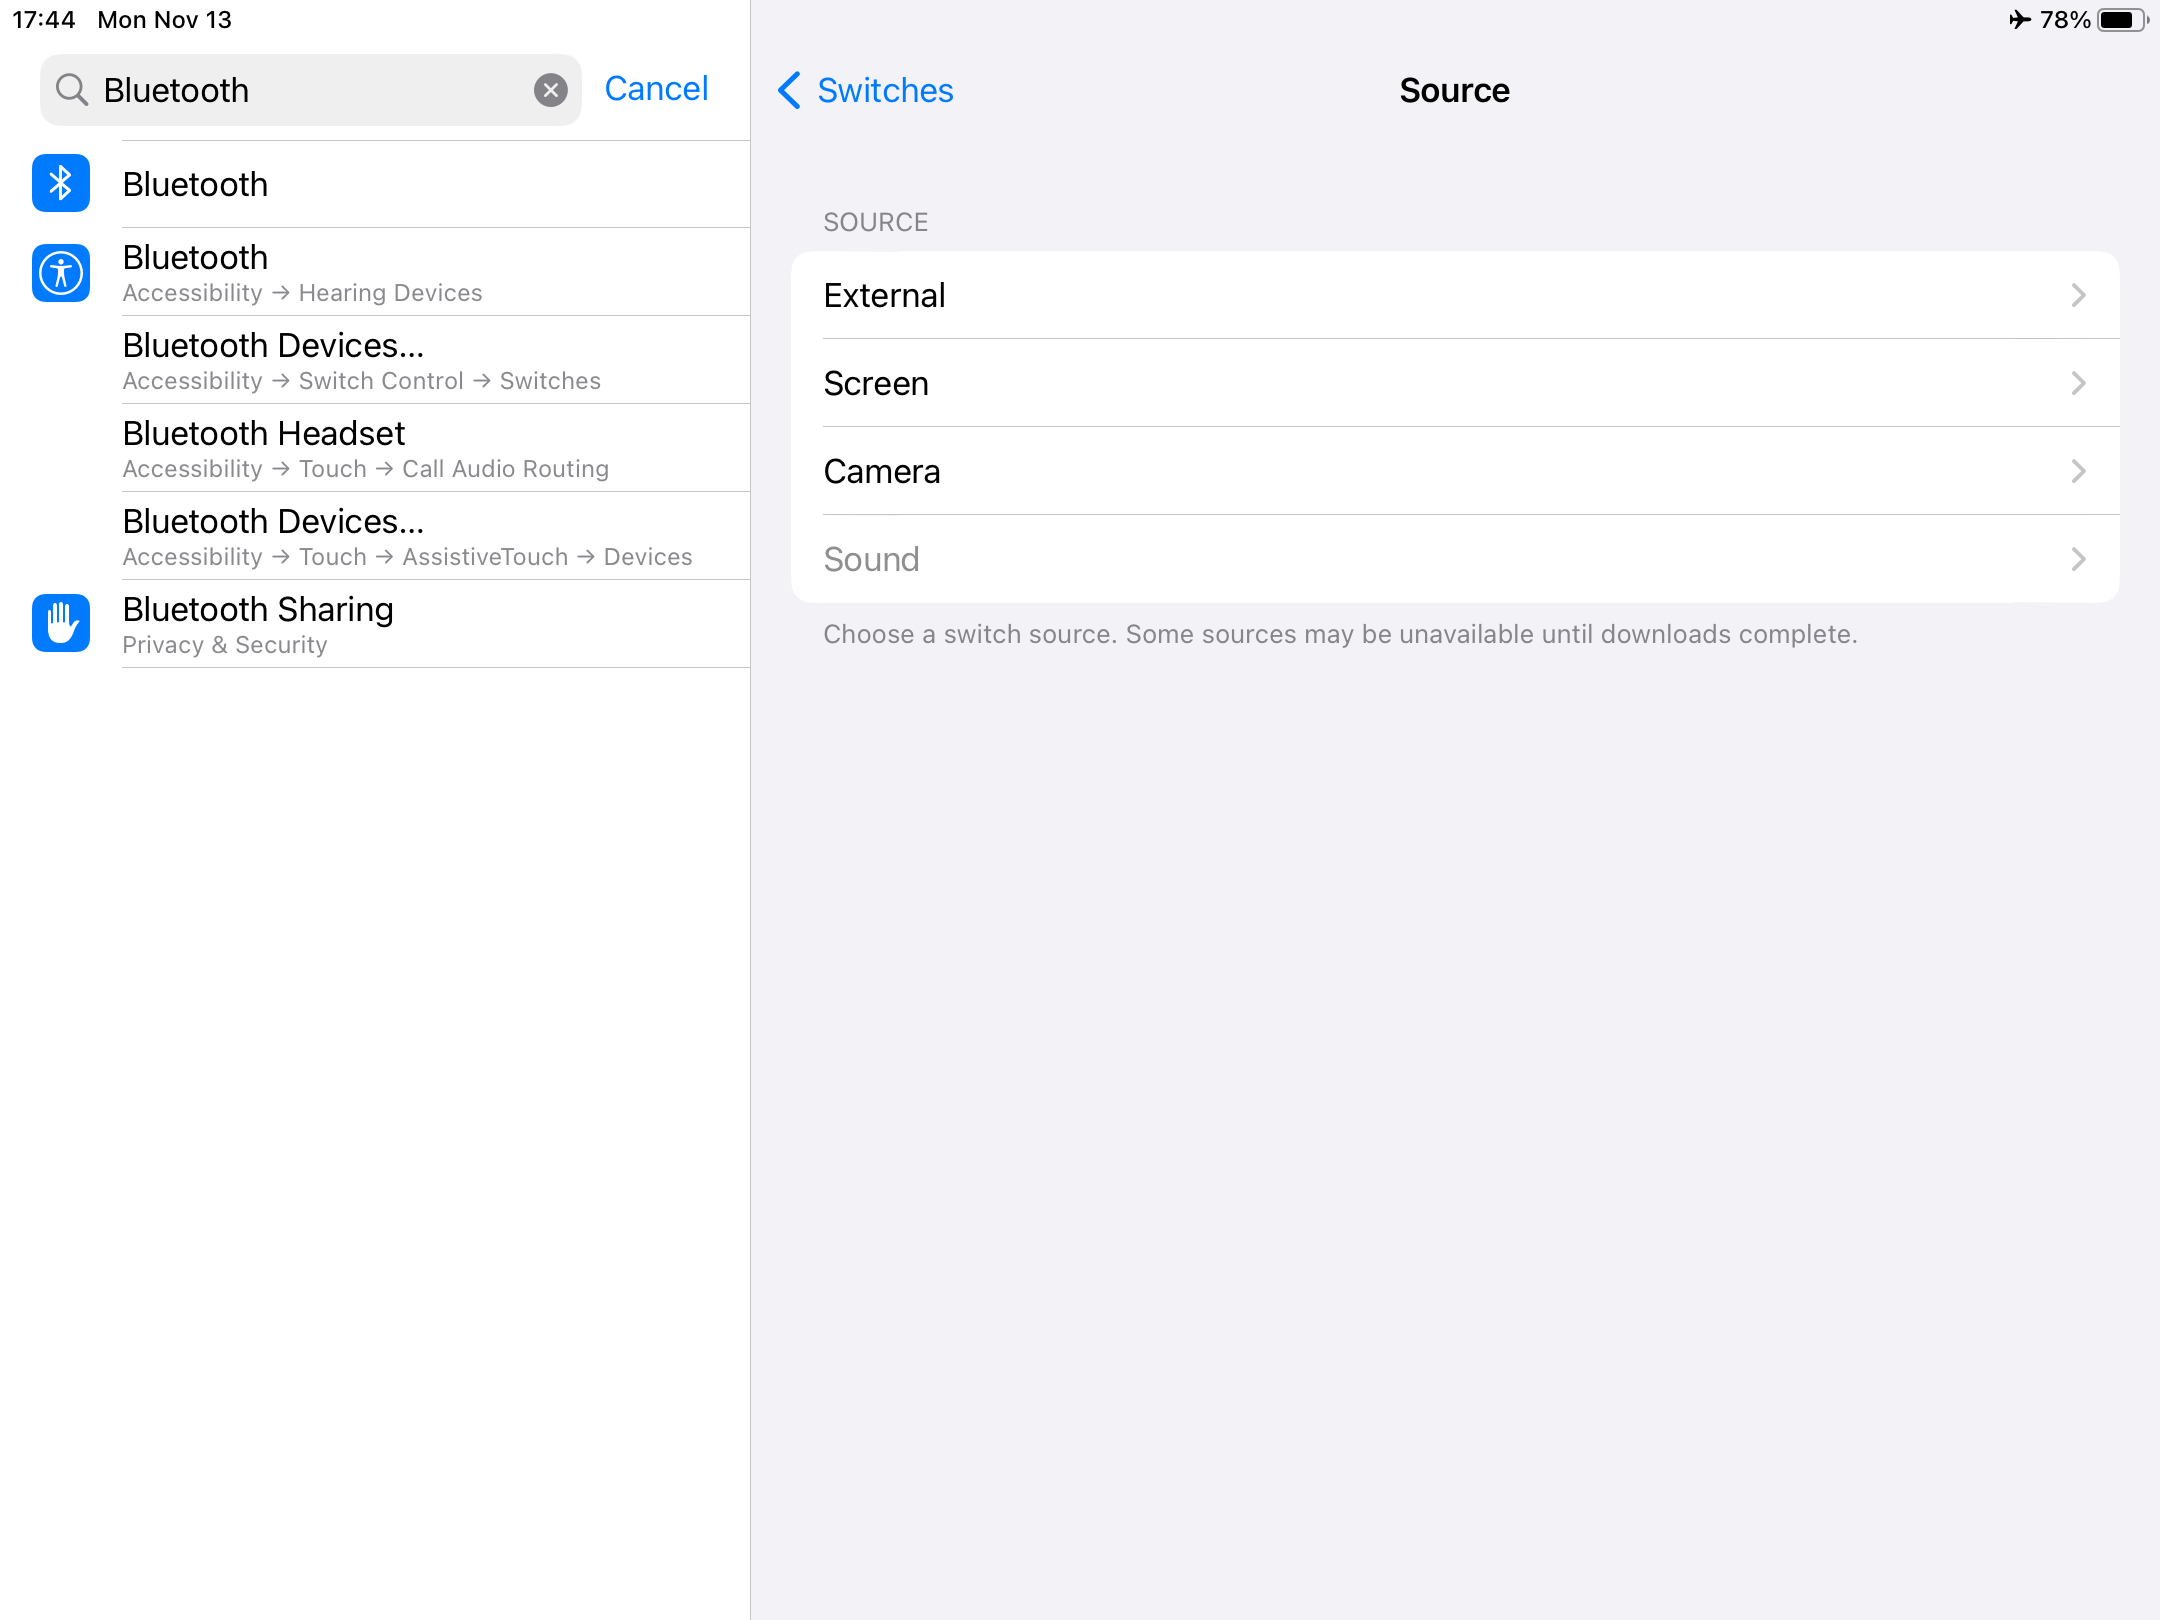 17:44 Mon Nov 13
78%
Bluetooth
Cancel
Bluetooth
Bluetooth
Accessibility → Hearing Devices
Bluetooth Devices...
Accessibility → Switch Control → Switches
Bluetooth Headset
Accessibility → Touch → Call Audio Routing
Bluetooth Devices...
Accessibility → Touch → AssistiveTouch → Devices
Bluetooth Sharing
Privacy & Security
Switches
Source
SOURCE
External
Screen
Camera
Sound
Choose a switch source. Some sources may be unavailable until downloads complete.